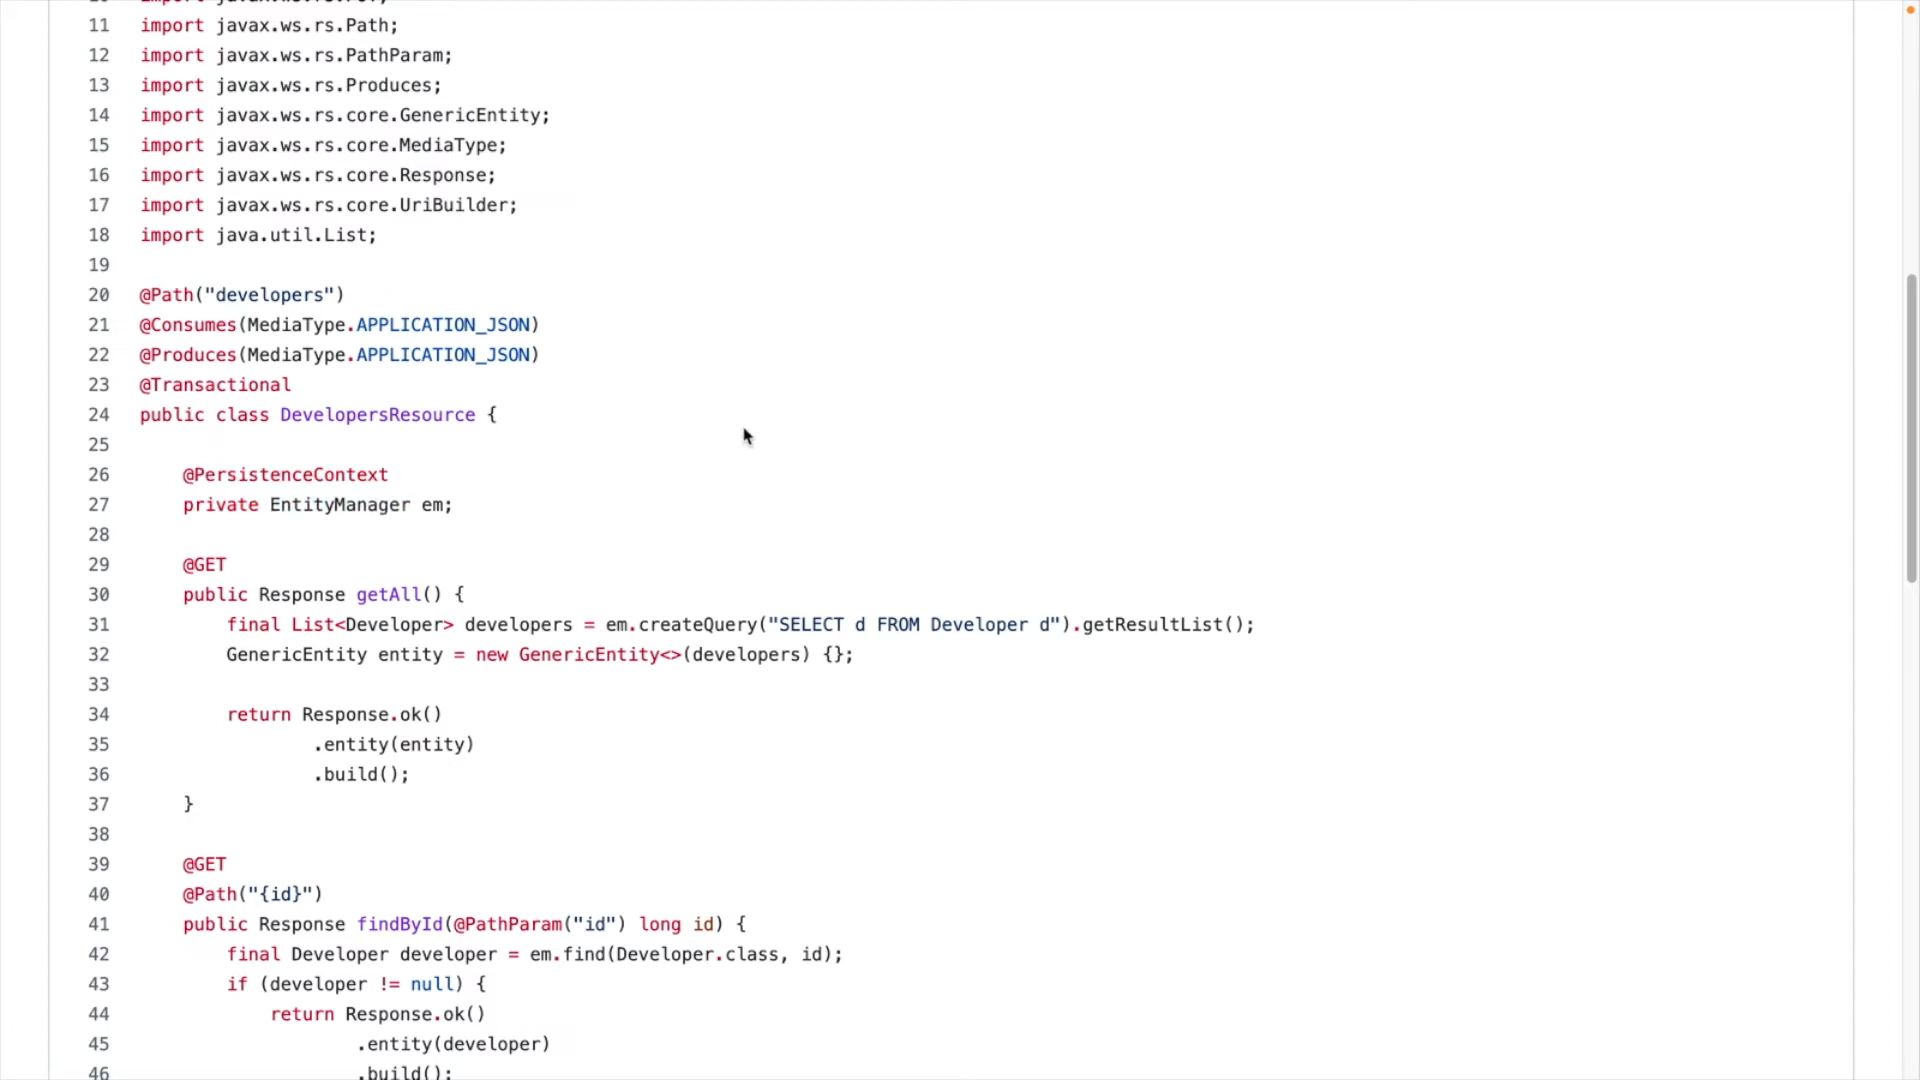 11 import javax.ws.rs.Path;
12 import javax.ws.rs.PathParam;
13 import javax.ws.rs.Produces;
14 import javax.ws.rs.core.GenericEntity;
15 import javax.ws.rs.core.MediaType;
16 import javax.ws.rs.core.Response;
17 import javax.ws.rs.core.UriBuilder;
18 import java.util.List;
19
20 @Path("developers")
21 @Consumes(MediaType.APPLICATION_JSON)
22 @Produces(MediaType.APPLICATION_JSON)
23 @Transactional
24 public class DevelopersResource {
25
26     @PersistenceContext
27     private EntityManager em;
28
29     @GET
30     public Response getAll() {
31         final List<Developer> developers = em.createQuery("SELECT d FROM Developer d").getResultList();
32         GenericEntity entity = new GenericEntity<>(developers) {};
33
34         return Response.ok()
35                 .entity(entity)
36                 .build();
37     }
38
39     @GET
40     @Path("{id}")
41     public Response findById(@PathParam("id") long id) {
42         final Developer developer = em.find(Developer.class, id);
43         if (developer != null) {
44             return Response.ok()
45                     .entity(developer)
46                     .build();